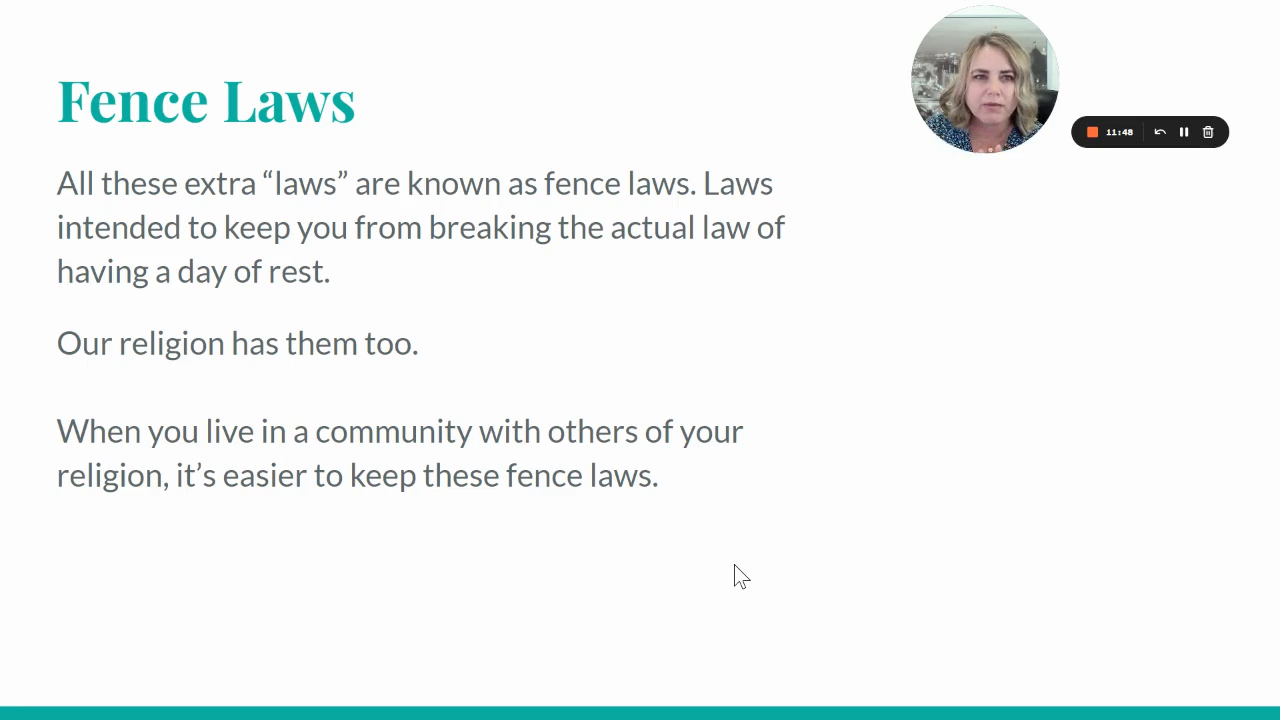 Fence Laws
All these extra “laws” are known as fence laws. Laws
intended to keep you from breaking the actual law of
having a day of rest.
Our religion has them too.
When you live in a community with others of your
religion, it’s easier to keep these fence laws.
11:48